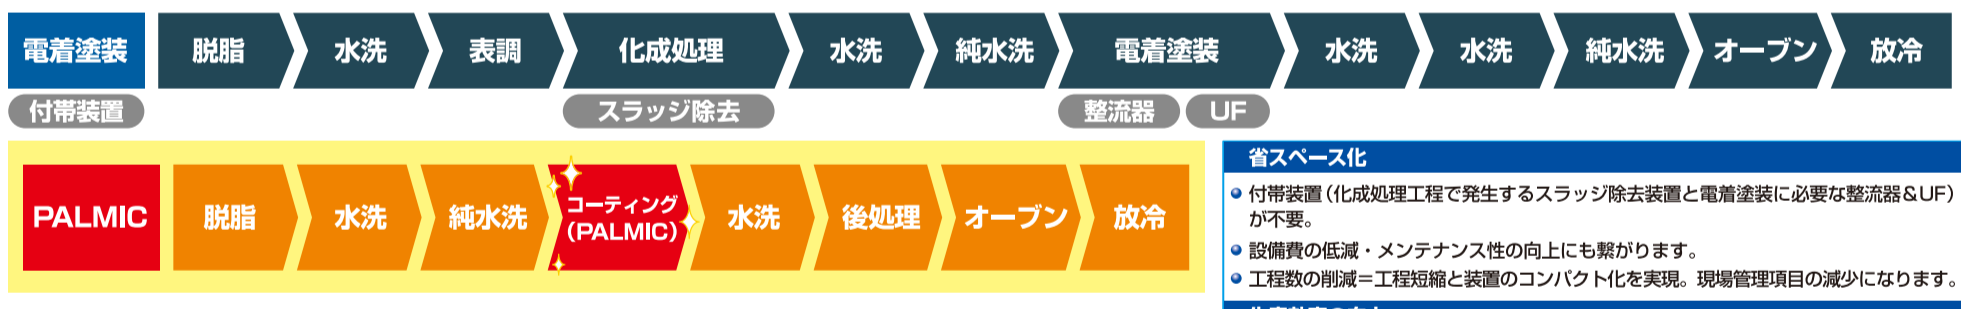 電着塗装 脱脂 水洗 表調 化成処理 水洗 純水洗 電着塗装 水洗 水洗 純水洗 オーブン 放冷
付帯装置 スラッジ除去 整流器 UF
PALMIC 脱脂 水洗 純水洗 コーティング 水洗 後処理 オーブン 放冷
(PALMIC)
省スペース化
付帯装置(化成処理工程で発生するスラッジ除去装置と電着塗装に必要な整流器&UF)
が不要。
設備費の低減・メンテナンス性の向上にも繋がります。
工程数の削減=工程短縮と装置のコンパクト化を実現。現場管理項目の減少になります。